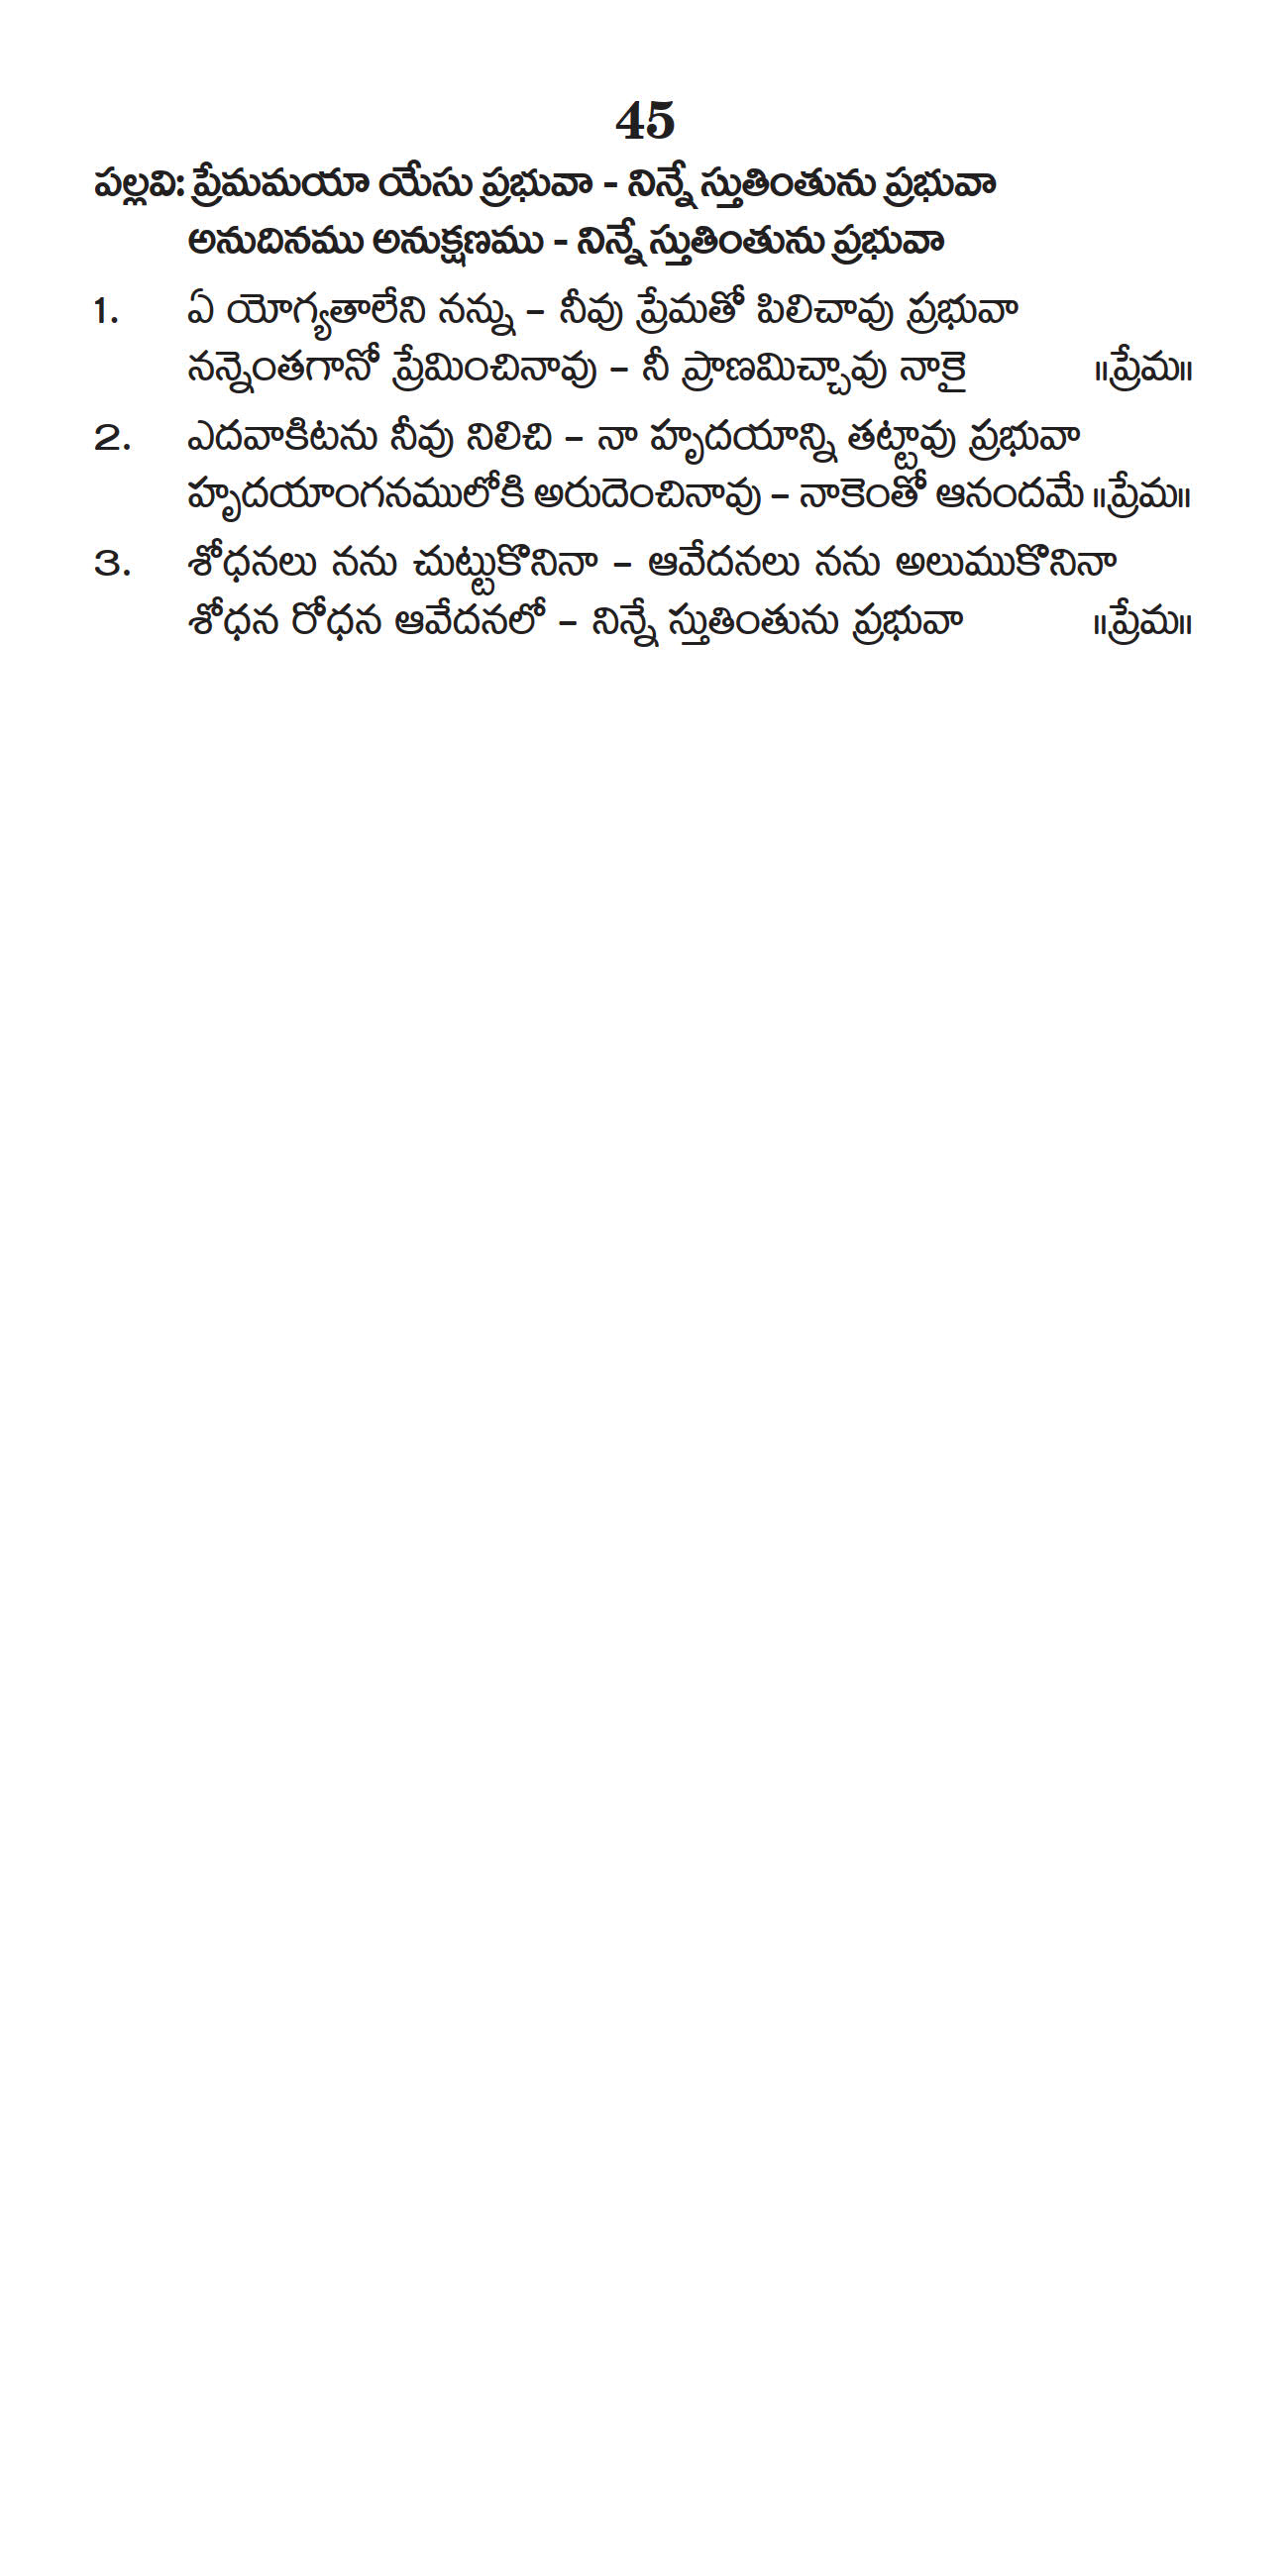 45
పల్లవి: ప్రేమమయా యేసు ప్రభువా - నిన్నే స్తుతింతును ప్రభువా
అనుదినము అనుక్షణము - నిన్నే స్తుతింతును ప్రభువా
1. ఏ యోగ్యతాలేని నన్ను – నీవు ప్రేమతో పిలిచావు ప్రభువా
నన్నెంతగానో ప్రేమించినావు – నీ ప్రాణమిచ్చావు నాకై ॥ప్రేమ॥
2. ఎదవాకిటను నీవు నిలిచి – నా హృదయాన్ని తట్టావు ప్రభువా
హృదయాంగనములోకి అరుదెంచినావు – నాకెంతో ఆనందమే ॥ప్రేమ॥
3. శోధనలు నను చుట్టుకొనినా – ఆవేదనలు నను అలుముకొనినా
శోధన రోధన ఆవేదనలో – నిన్నే స్తుతింతును ప్రభువా ॥ప్రేమ॥